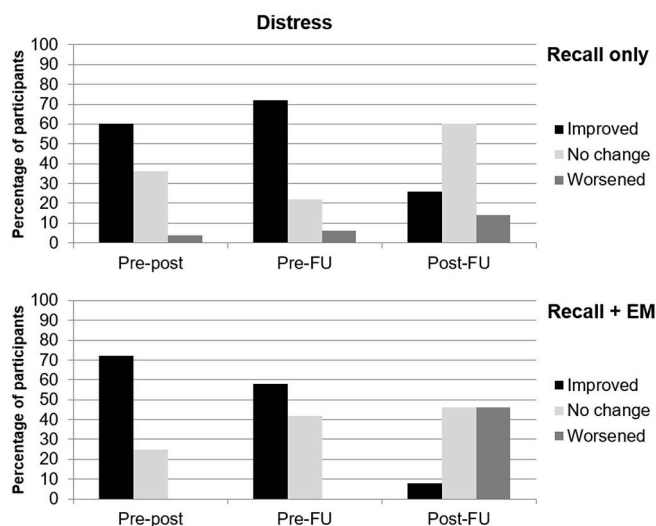 Distress
Recall only
Percentage of participants
100
90
80
70
60
50
40
30
20
10
0
Pre-post
Pre-FU
Post-FU
Improved
No change
Worsened
Recall + EM
Percentage of participants
100
90
80
70
60
50
40
30
20
10
0
Pre-post
Pre-FU
Post-FU
Improved
No change
Worsened